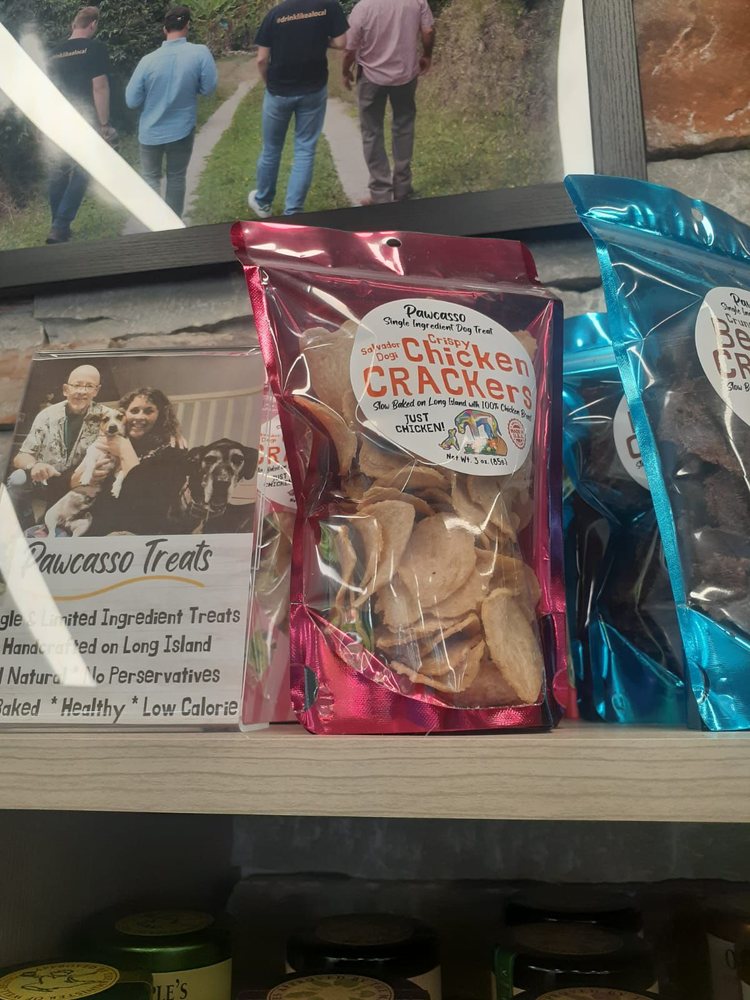 #drinklikealocal
#drinklikealocal
Pawcasso
Single Ingredient Dog Treat
Salvador Dogi
Crispy
Chicken
CRACKers
Slow Baked on Long Island with 100% Chicken Breast
JUST
CHICKEN!
Net Wt. 3 oz. (85g)
Pawcasso Treats
gle & Limited Ingredient Treats
Handcrafted on Long Island
l Natural * No Perservatives
Baked * Healthy * Low Calorie
PLE'S